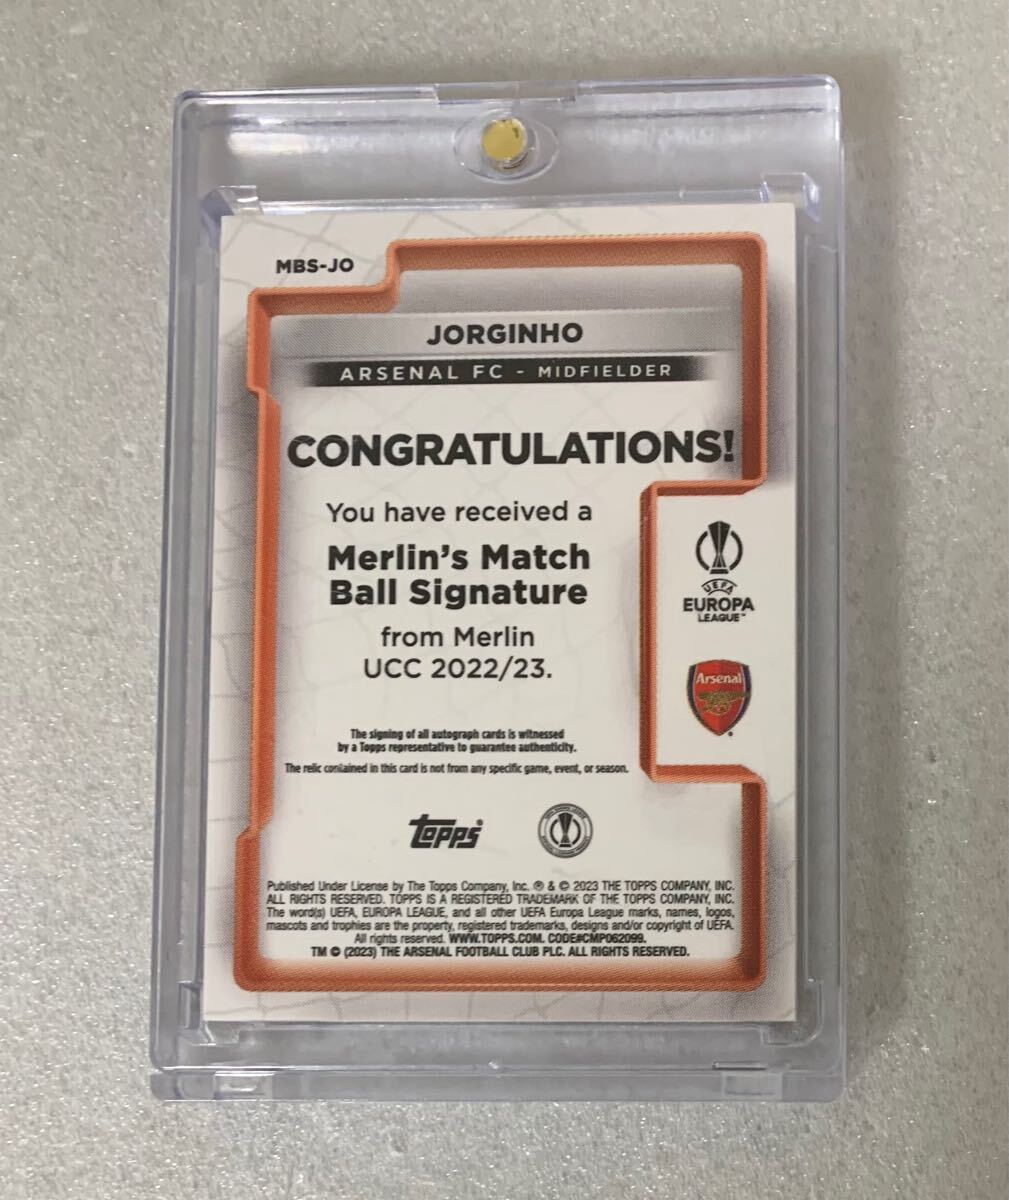 MBS-JO
JORGINHO
ARSENAL FC - MIDFIELDER
CONGRATULATIONS!
You have received a
Merlin's Match
Ball Signature
from Merlin
UCC 2022/23.
UEFA
EUROPA
LEAGUE™
Arsenal
The signing of all autograph cards is witnessed
by a Topps representative to guarantee authenticity.
The relic contained in this card is not from any specific game, event, or season.
topps®
Published Under License by The Topps Company, Inc. ® & © 2023 THE TOPPS COMPANY, INC.
ALL RIGHTS RESERVED. TOPPS IS A REGISTERED TRADEMARK OF THE TOPPS COMPANY, INC.
The word(s) UEFA, EUROPA LEAGUE, and all other UEFA Europa League marks, names, logos,
mascots and trophies are the property, registered trademarks, designs and/or copyright of UEFA.
All rights reserved. WWW.TOPPS.COM. CODE#CMP062099.
TM © (2023) THE ARSENAL FOOTBALL CLUB PLC. ALL RIGHTS RESERVED.